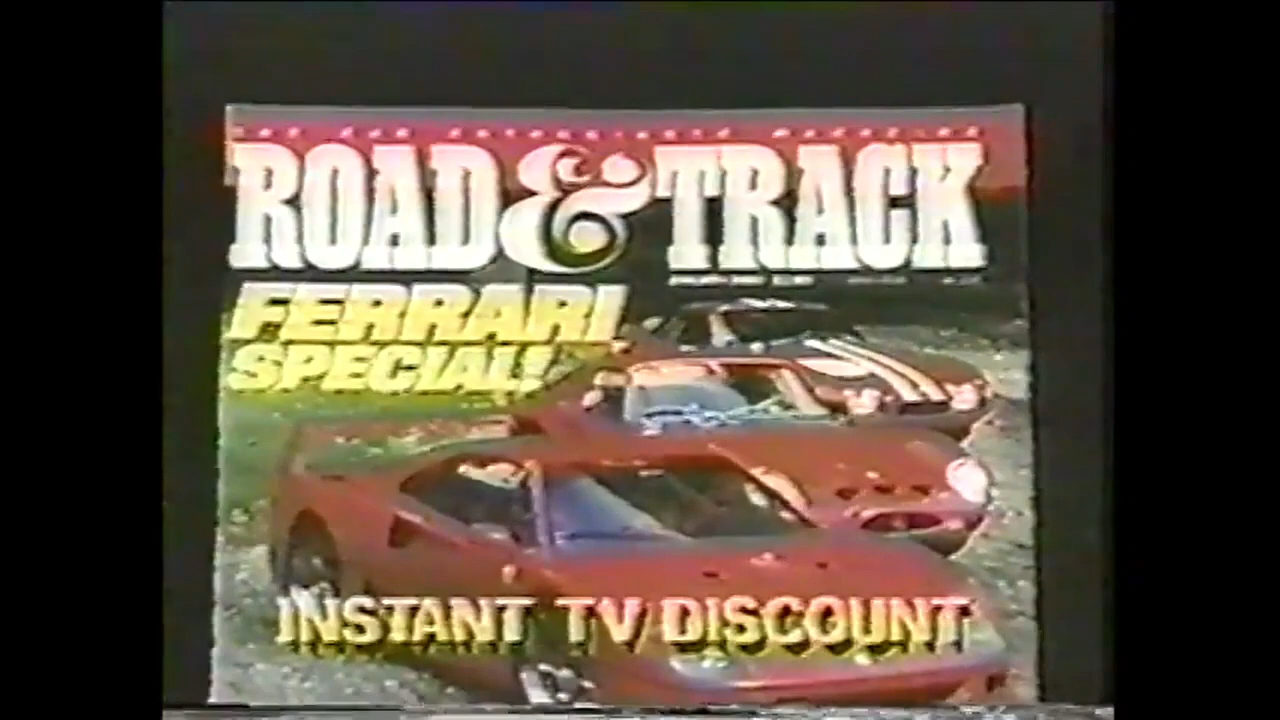 ROAD & TRACK
FERRARI
SPECIAL!
INSTANT TV DISCOUNT